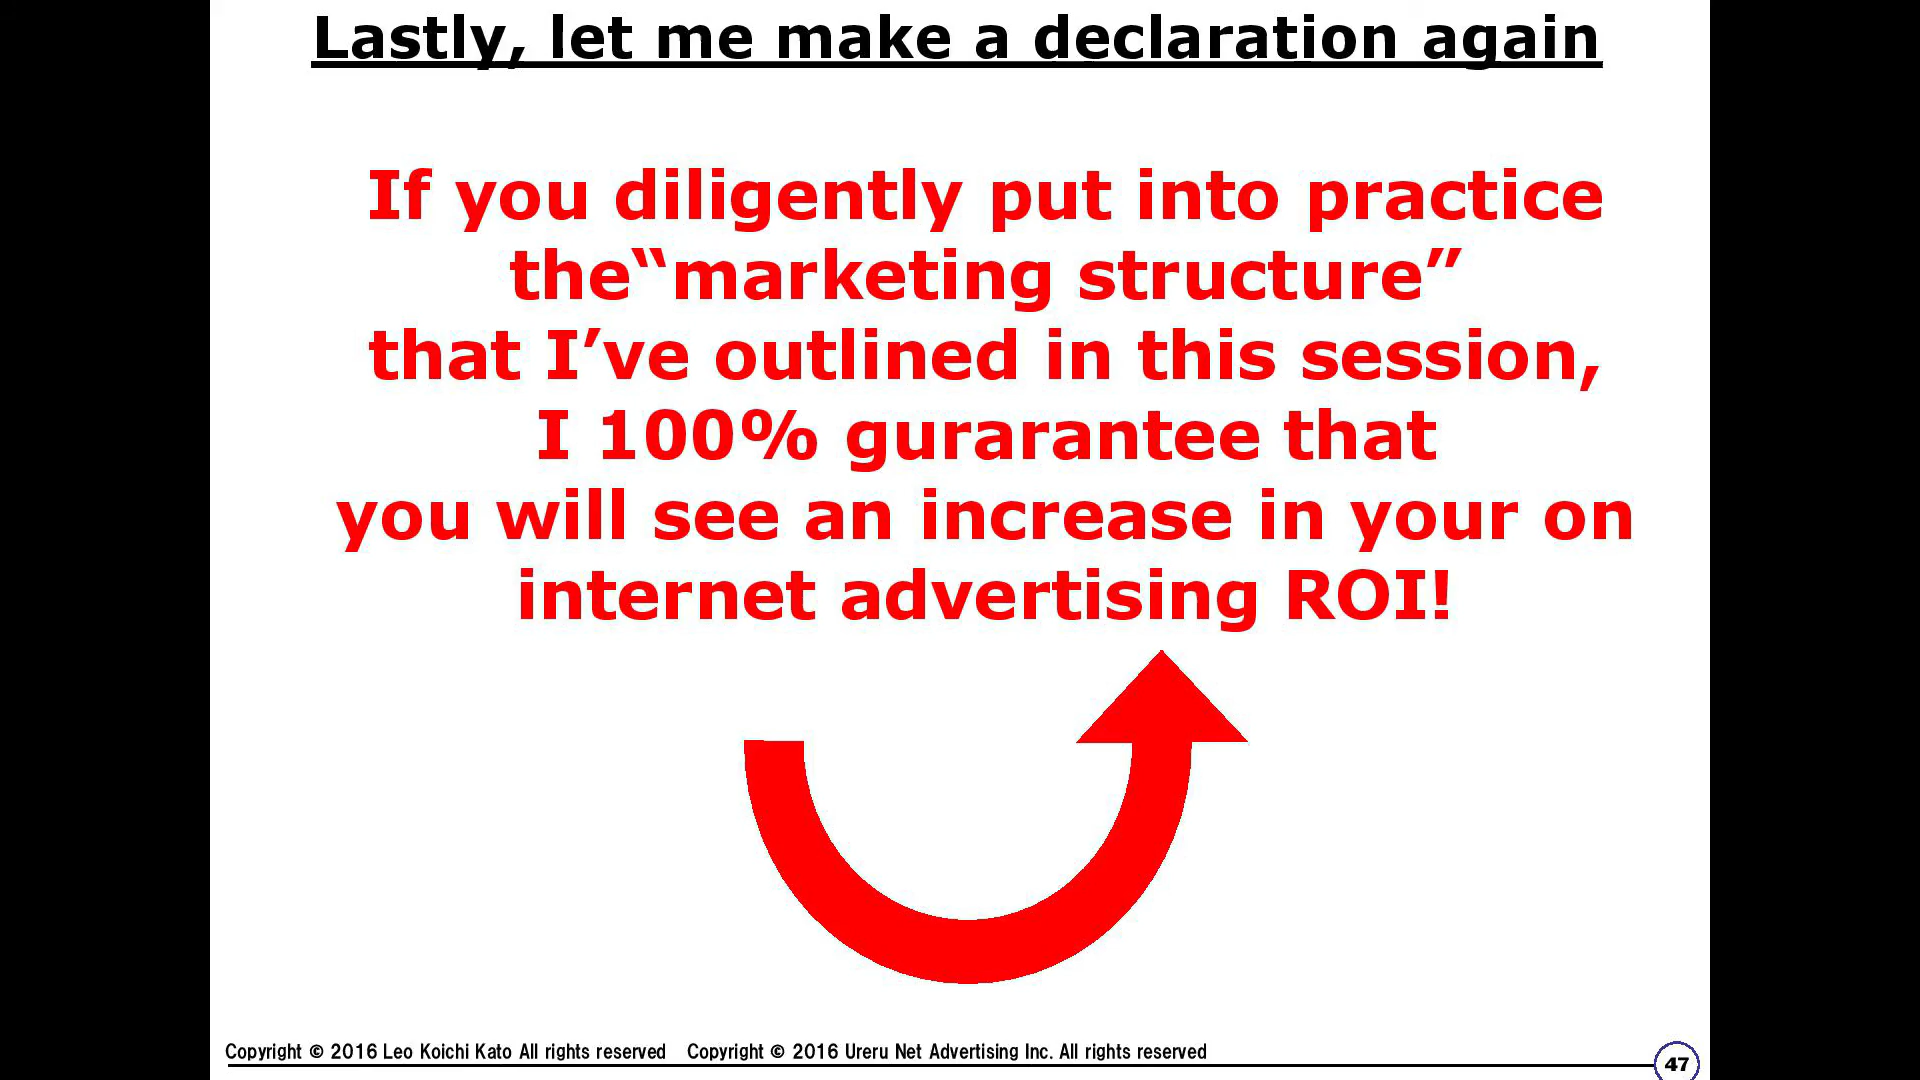 Lastly, let me make a declaration again
If you diligently put into practice
the“marketing structure”
that I’ve outlined in this session,
I 100% gurarantee that
you will see an increase in your on
internet advertising ROI!
Copyright © 2016 Leo Koichi Kato All rights reserved Copyright © 2016 Ureru Net Advertising Inc. All rights reserved
47